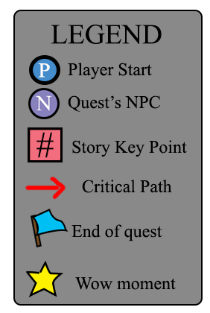 LEGEND
P Player Start
N Quest's NPC
# Story Key Point
Critical Path
End of quest
Wow moment